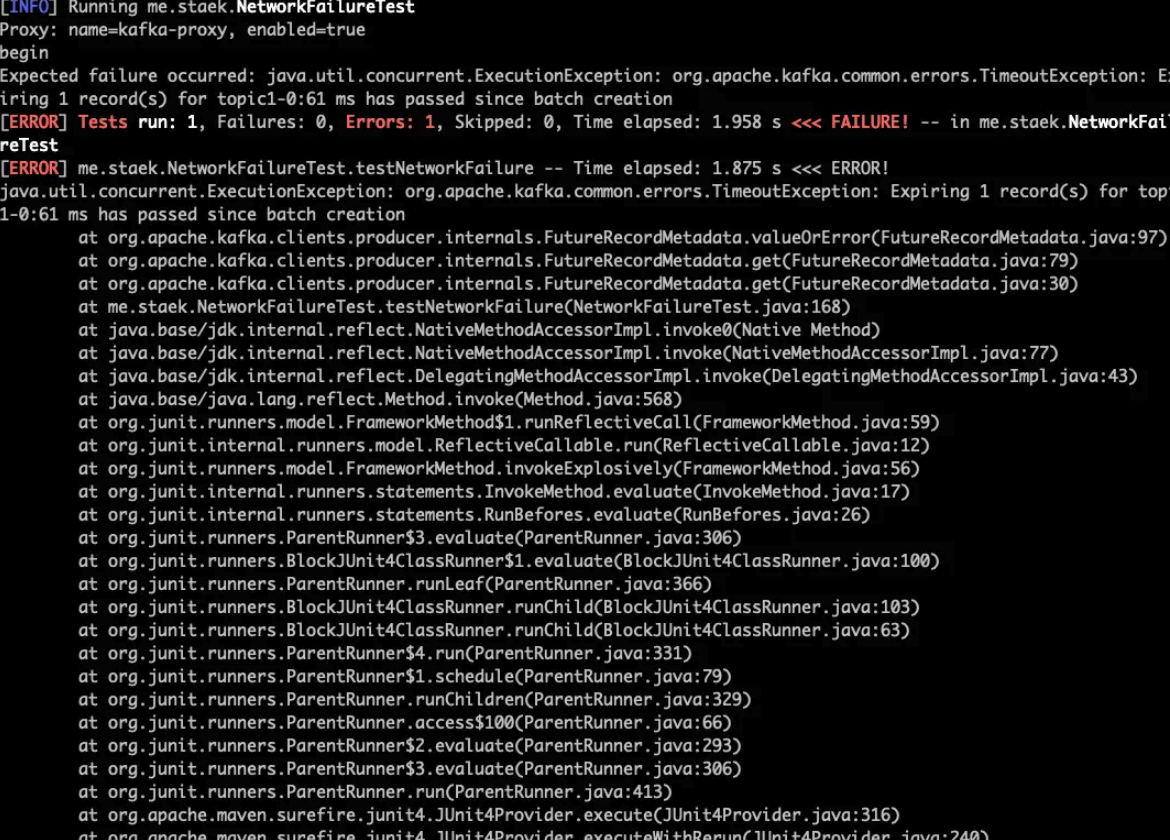 [INFO] Running me.staek.NetworkFailureTest
Proxy: name=kafka-proxy, enabled=true
begin
Expected failure occurred: java.util.concurrent.ExecutionException: org.apache.kafka.common.errors.TimeoutException: Ex
iring 1 record(s) for topic1-0:61 ms has passed since batch creation
[ERROR] Tests run: 1, Failures: 0, Errors: 1, Skipped: 0, Time elapsed: 1.958 s <<< FAILURE! -- in me.staek.NetworkFail
reTest
[ERROR] me.staek.NetworkFailureTest.testNetworkFailure -- Time elapsed: 1.875 s <<< ERROR!
java.util.concurrent.ExecutionException: org.apache.kafka.common.errors.TimeoutException: Expiring 1 record(s) for top
1-0:61 ms has passed since batch creation
at org.apache.kafka.clients.producer.internals.FutureRecordMetadata.valueOrError(FutureRecordMetadata.java:97)
at org.apache.kafka.clients.producer.internals.FutureRecordMetadata.get(FutureRecordMetadata.java:79)
at org.apache.kafka.clients.producer.internals.FutureRecordMetadata.get(FutureRecordMetadata.java:30)
at me.staek.NetworkFailureTest.testNetworkFailure(NetworkFailureTest.java:168)
at java.base/jdk.internal.reflect.NativeMethodAccessorImpl.invoke0(Native Method)
at java.base/jdk.internal.reflect.NativeMethodAccessorImpl.invoke(NativeMethodAccessorImpl.java:77)
at java.base/jdk.internal.reflect.DelegatingMethodAccessorImpl.invoke(DelegatingMethodAccessorImpl.java:43)
at java.base/java.lang.reflect.Method.invoke(Method.java:568)
at org.junit.runners.model.FrameworkMethod$1.runReflectiveCall(FrameworkMethod.java:59)
at org.junit.internal.runners.model.ReflectiveCallable.run(ReflectiveCallable.java:12)
at org.junit.runners.model.FrameworkMethod.invokeExplosively(FrameworkMethod.java:56)
at org.junit.internal.runners.statements.InvokeMethod.evaluate(InvokeMethod.java:17)
at org.junit.internal.runners.statements.RunBefores.evaluate(RunBefores.java:26)
at org.junit.runners.ParentRunner$3.evaluate(ParentRunner.java:306)
at org.junit.runners.BlockJUnit4ClassRunner$1.evaluate(BlockJUnit4ClassRunner.java:100)
at org.junit.runners.ParentRunner.runLeaf(ParentRunner.java:366)
at org.junit.runners.BlockJUnit4ClassRunner.runChild(BlockJUnit4ClassRunner.java:103)
at org.junit.runners.BlockJUnit4ClassRunner.runChild(BlockJUnit4ClassRunner.java:63)
at org.junit.runners.ParentRunner$4.run(ParentRunner.java:331)
at org.junit.runners.ParentRunner$1.schedule(ParentRunner.java:79)
at org.junit.runners.ParentRunner.runChildren(ParentRunner.java:329)
at org.junit.runners.ParentRunner.access$100(ParentRunner.java:66)
at org.junit.runners.ParentRunner$2.evaluate(ParentRunner.java:293)
at org.junit.runners.ParentRunner$3.evaluate(ParentRunner.java:306)
at org.junit.runners.ParentRunner.run(ParentRunner.java:413)
at org.apache.maven.surefire.junit4.JUnit4Provider.execute(JUnit4Provider.java:316)
at org.apache.maven.surefire.junit4.JUnit4Provider.executeWithRerun(JUnit4Provider.java:240)